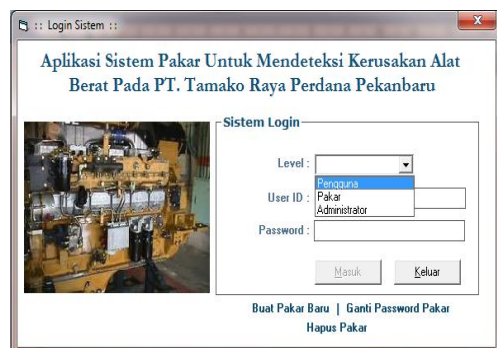 :: Login Sistem ::
Aplikasi Sistem Pakar Untuk Mendeteksi Kerusakan Alat
Berat Pada PT. Tamako Raya Perdana Pekanbaru
Sistem Login
Level :
Pengguna
User ID :
Pakar
Administrator
Password :
Masuk
Keluar
Buat Pakar Baru | Ganti Password Pakar
Hapus Pakar